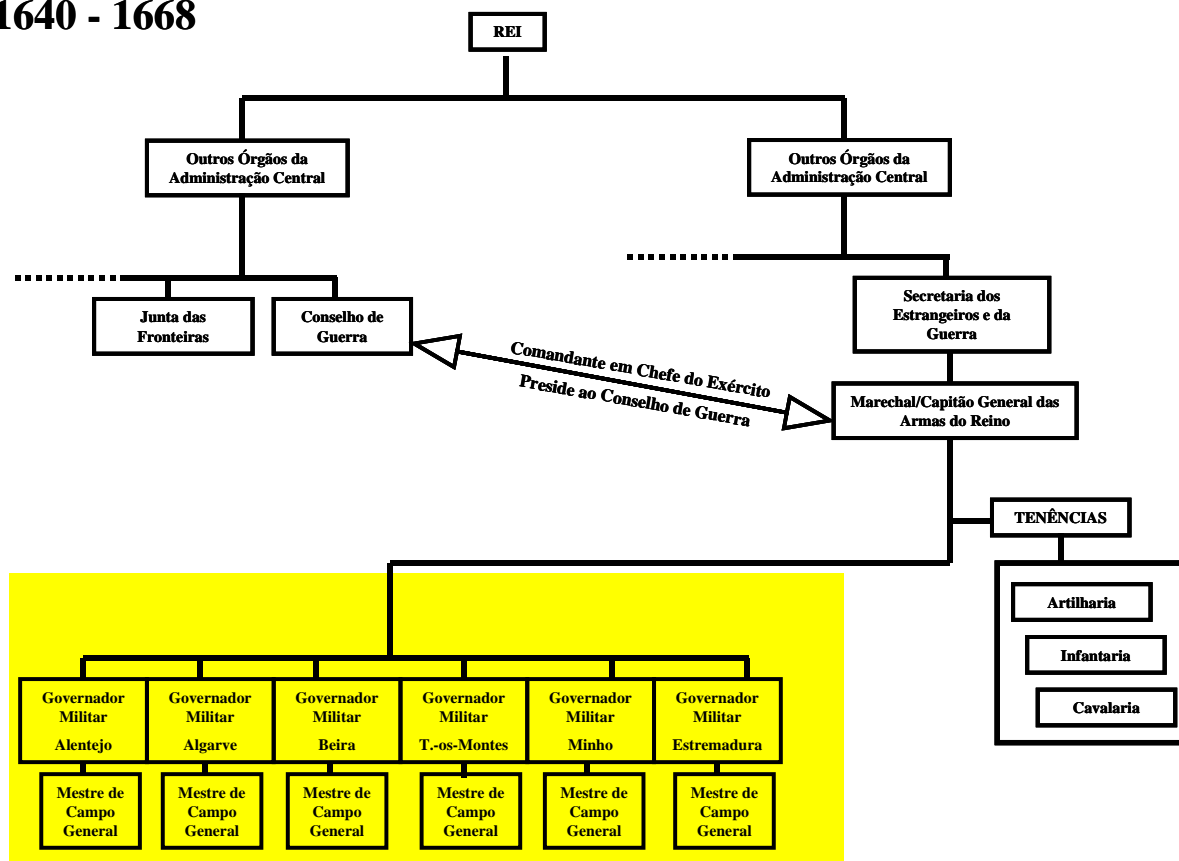 1640 - 1668
REI
Outros Órgãos da
Administração Central
Outros Órgãos da
Administração Central
Junta das
Fronteiras
Conselho de
Guerra
Secretaria dos
Estrangeiros e da
Guerra
Comandante em Chefe do Exército
Preside ao Conselho de Guerra
Marechal/Capitão General das
Armas do Reino
TENÊNCIAS
Artilharia
Infantaria
Cavalaria
Governador
Militar
Alentejo
Governador
Militar
Algarve
Governador
Militar
Beira
Governador
Militar
T.-os-Montes
Governador
Militar
Minho
Governador
Militar
Estremadura
Mestre de
Campo
General
Mestre de
Campo
General
Mestre de
Campo
General
Mestre de
Campo
General
Mestre de
Campo
General
Mestre de
Campo
General